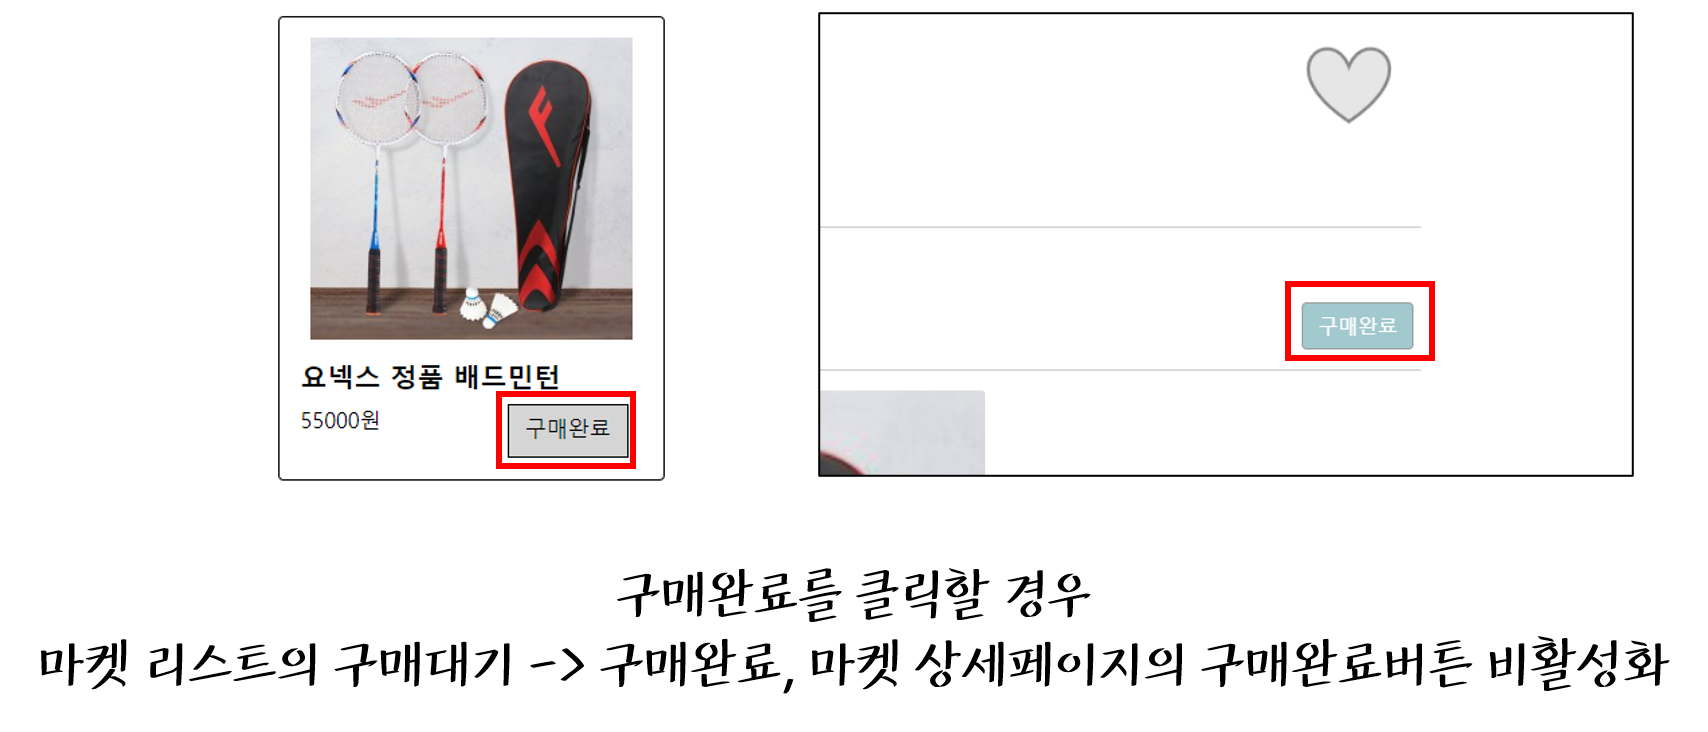 요넥스 정품 배드민턴
55000원
구매완료
구매완료
구매완료를 클릭할 경우
마켓 리스트의 구매대기 -> 구매완료, 마켓 상세페이지의 구매완료버튼 비활성화